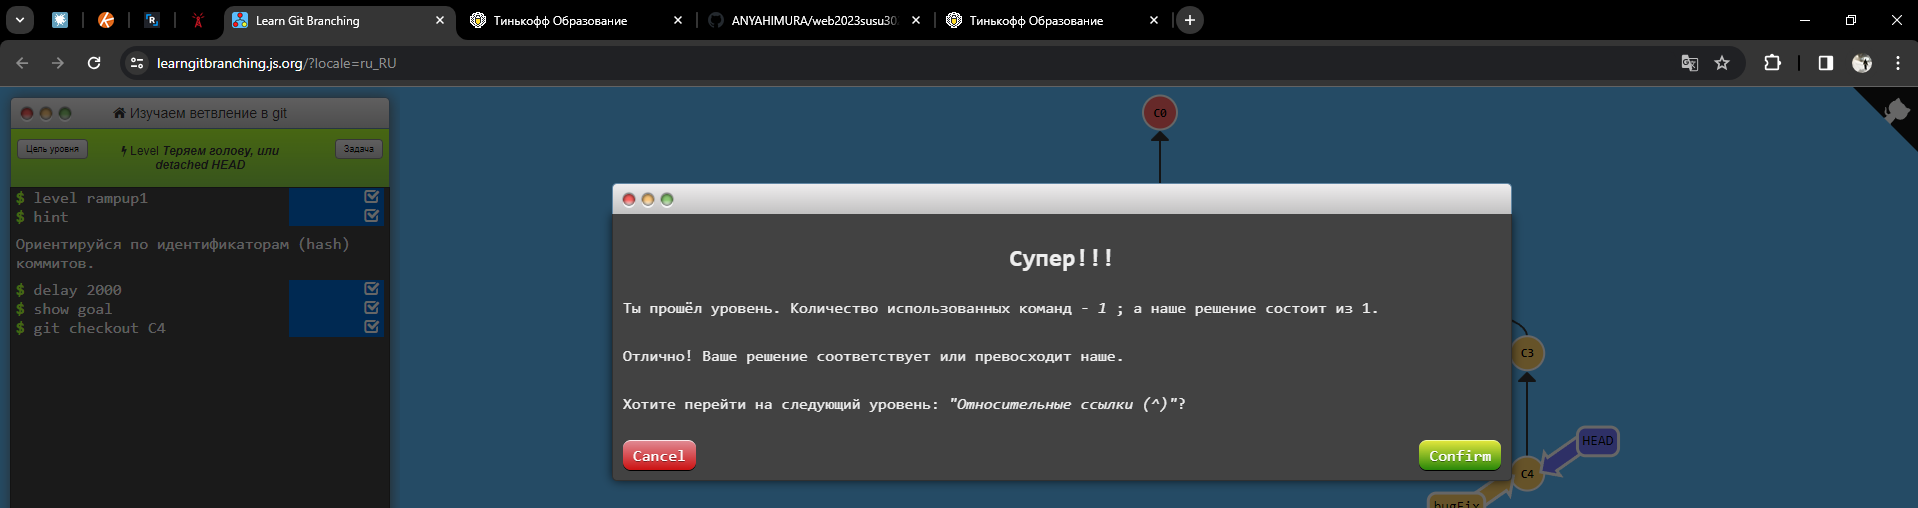 Learn Git Branching
Тинькофф Образование
ANYAHIMURA/web2023susu30
Тинькофф Образование
learngitbranching.js.org/?locale=ru_RU
Изучаем ветвление в git
Цель уровня
Level Теряем голову, или
detached HEAD
Задача
$ level rampup1
$ hint
Ориентируйся по идентификаторам (hash)
коммитов.
$ delay 2000
$ show goal
$ git checkout C4
C0
Супер!!!
Ты прошёл уровень. Количество использованных команд - 1 ; а наше решение состоит из 1.
Отлично! Ваше решение соответствует или превосходит наше.
Хотите перейти на следующий уровень: "Относительные ссылки (^)"?
Cancel
Confirm
C3
HEAD
C4
bugFix